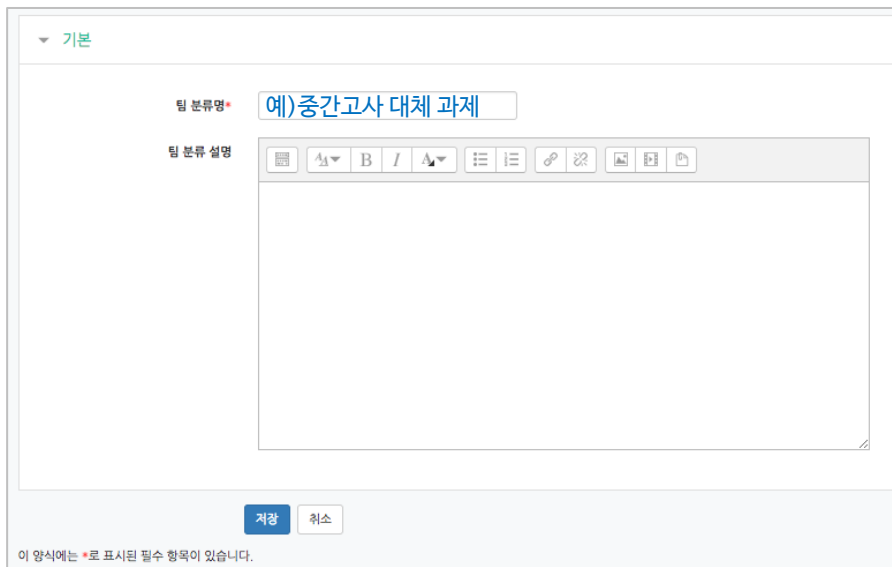 기본
팀 분류명*
예)중간고사 대체 과제
팀 분류 설명
저장 취소
이 양식에는 *로 표시된 필수 항목이 있습니다.